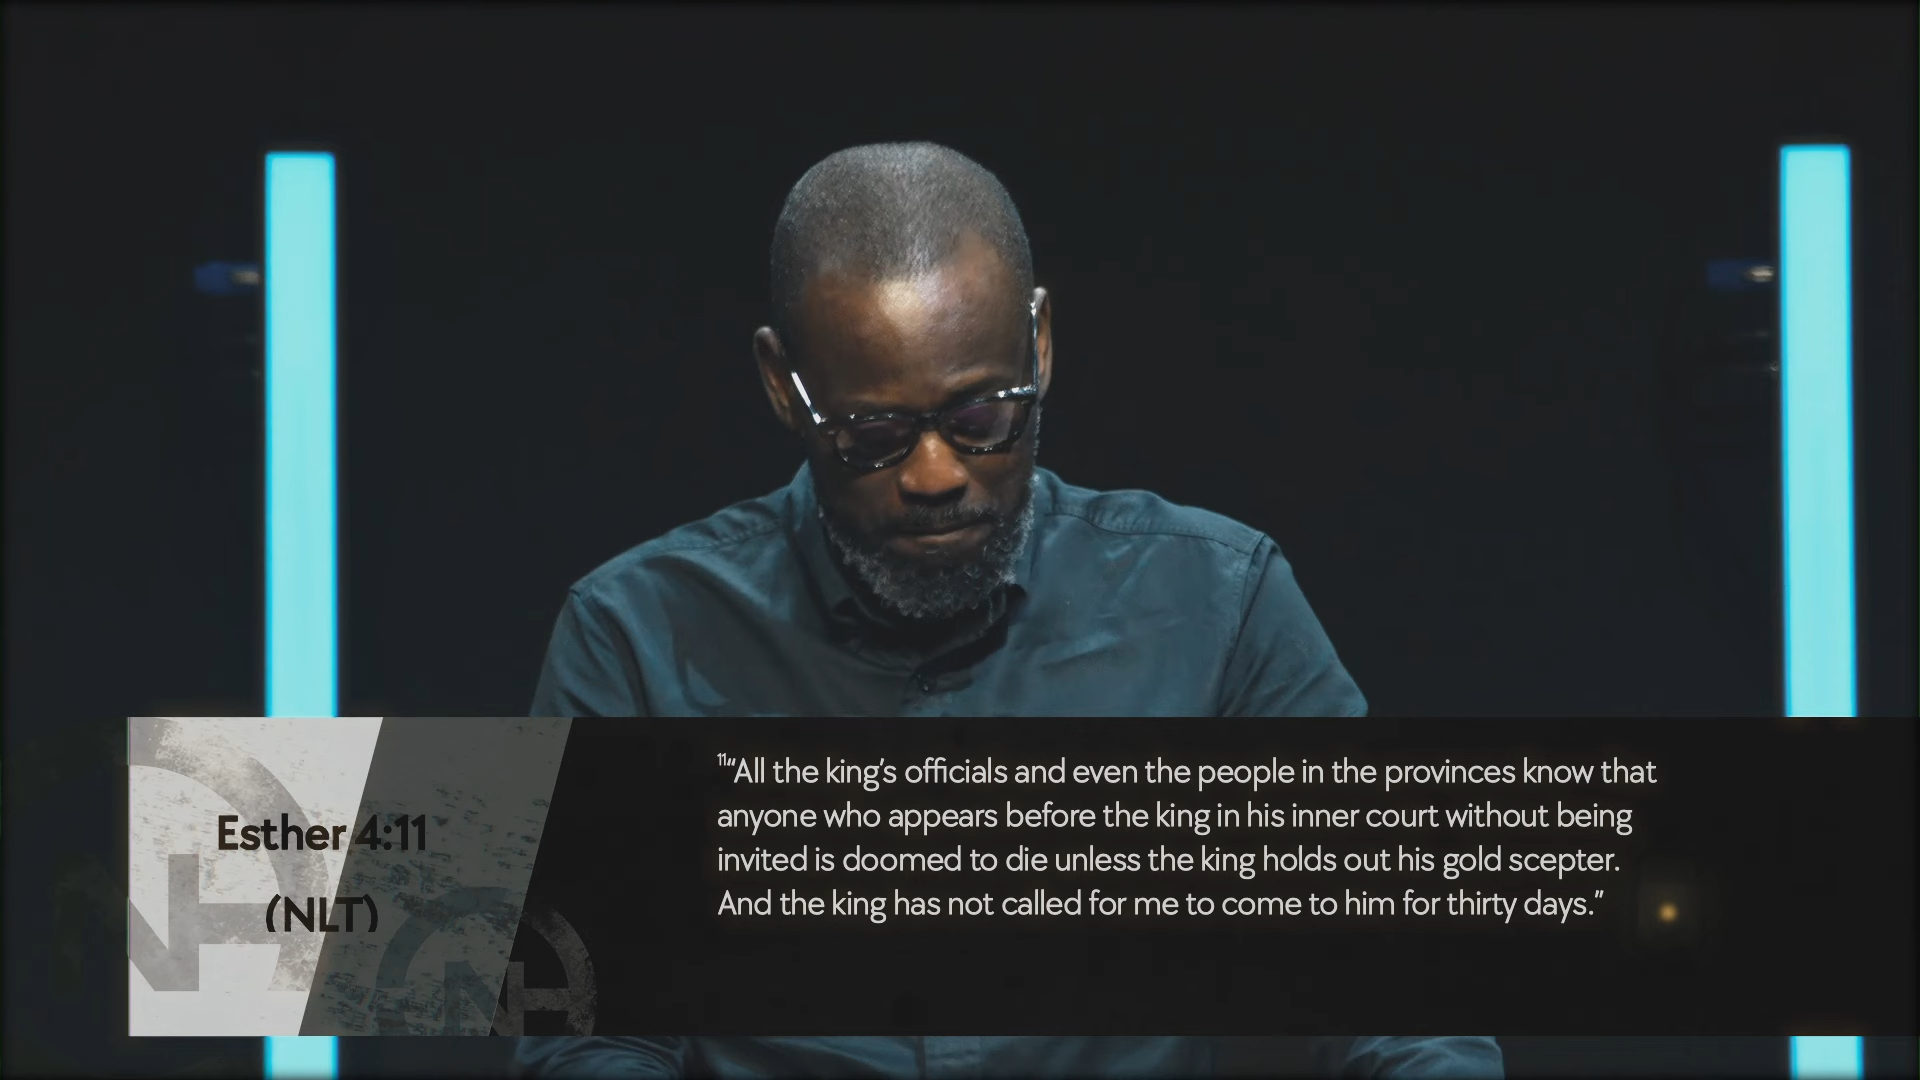 Esther 4:11
(NLT)
¹¹“All the king’s officials and even the people in the provinces know that
anyone who appears before the king in his inner court without being
invited is doomed to die unless the king holds out his gold scepter.
And the king has not called for me to come to him for thirty days.”
NH
NH